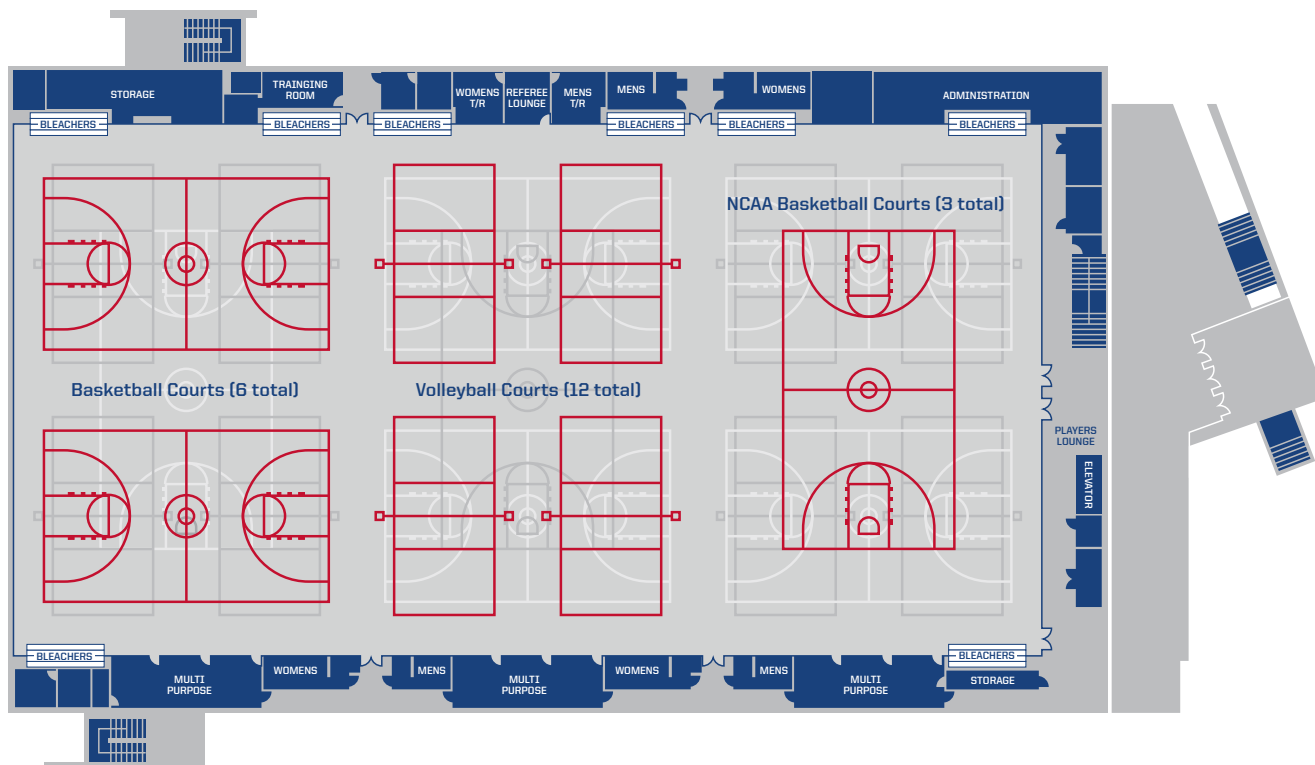 STORAGE
TRAINGING
ROOM
WOMENS
T/R
REFEREE
LOUNGE
MENS
T/R
MENS
WOMENS
ADMINISTRATION
BLEACHERS
BLEACHERS
BLEACHERS
BLEACHERS
BLEACHERS
BLEACHERS
NCAA Basketball Courts (3 total)
Basketball Courts (6 total)
Volleyball Courts (12 total)
PLAYERS
LOUNGE
ELEVATOR
BLEACHERS
BLEACHERS
MULTI
PURPOSE
WOMENS
MENS
MULTI
PURPOSE
WOMENS
MENS
MULTI
PURPOSE
STORAGE